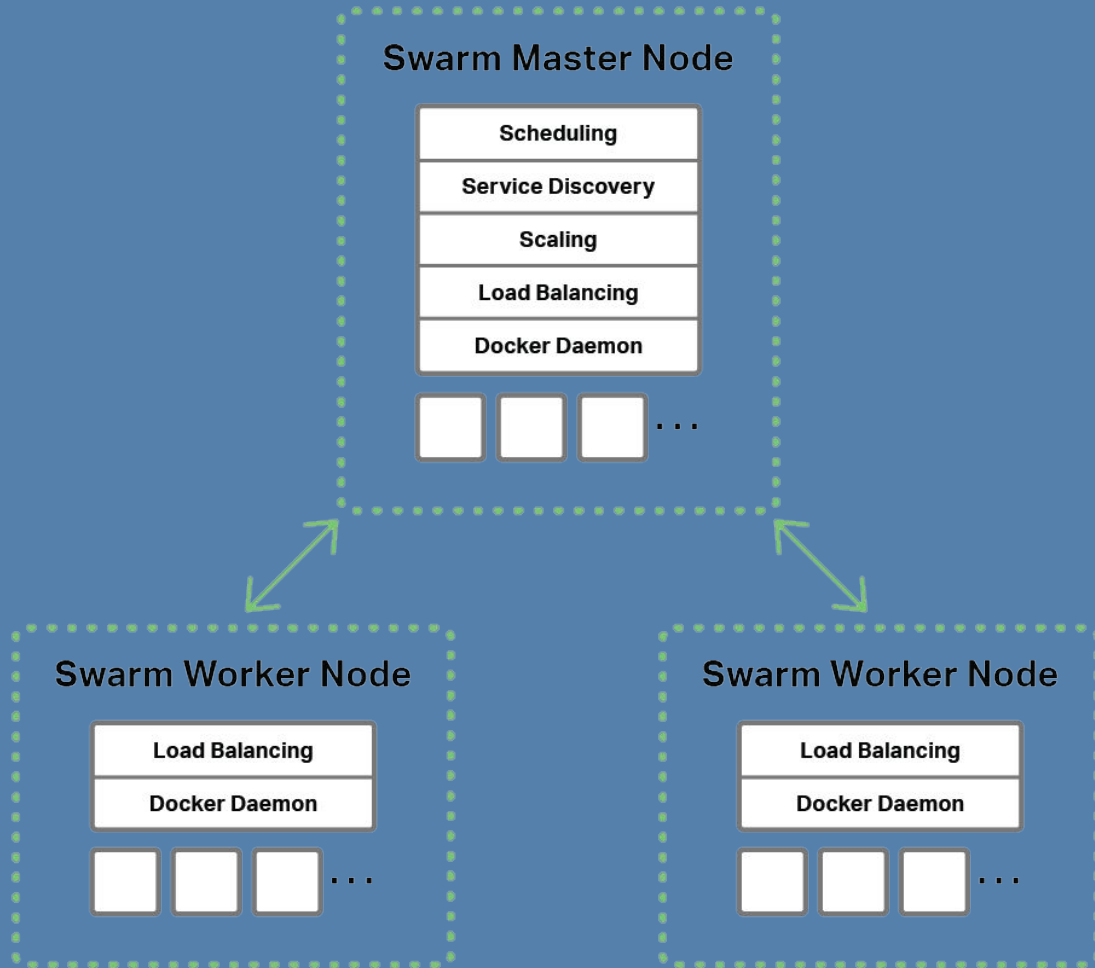 Swarm Master Node
Scheduling
Service Discovery
Scaling
Load Balancing
Docker Daemon
...
Swarm Worker Node
Load Balancing
Docker Daemon
...
Swarm Worker Node
Load Balancing
Docker Daemon
...